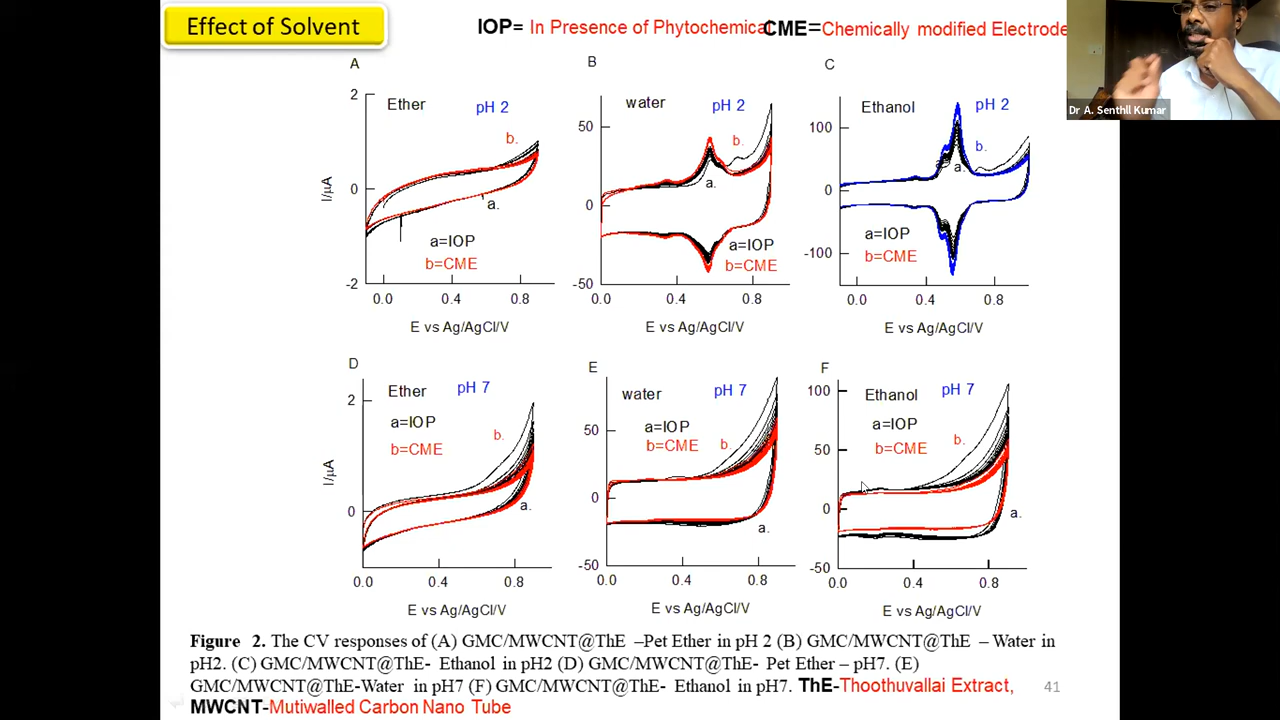 Effect of Solvent
IOP= In Presence of Phytochemical CME=Chemically modified Electrode
Dr A. Senthil Kumar
A
Ether
pH 2
b.
2
0
-2
I/μA
a.
a=IOP
b=CME
0.0 0.4 0.8
E vs Ag/AgCl/V
B
water
pH 2
50
0
-50
b.
a.
a=IOP
b=CME
0.0 0.4 0.8
E vs Ag/AgCl/V
C
Ethanol
pH 2
100
0
-100
b.
a.
a=IOP
b=CME
0.0 0.4 0.8
E vs Ag/AgCl/V
D
Ether
pH 7
2
0
I/μA
a=IOP
b=CME
b.
a.
0.0 0.4 0.8
E vs Ag/AgCl/V
E
water
pH 7
50
0
-50
a=IOP
b=CME
b.
a.
0.0 0.4 0.8
E vs Ag/AgCl/V
F
Ethanol
pH 7
100
50
0
-50
a=IOP
b=CME
b.
a.
0.0 0.4 0.8
E vs Ag/AgCl/V
Figure 2. The CV responses of (A) GMC/MWCNT@ThE –Pet Ether in pH 2 (B) GMC/MWCNT@ThE – Water in
pH2. (C) GMC/MWCNT@ThE- Ethanol in pH2 (D) GMC/MWCNT@ThE- Pet Ether – pH7. (E)
GMC/MWCNT@ThE-Water in pH7 (F) GMC/MWCNT@ThE- Ethanol in pH7. ThE-Thoothuvallai Extract,
MWCNT-Mutiwalled Carbon Nano Tube
41